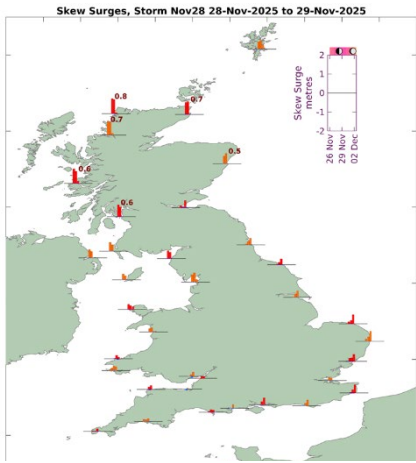 Skew Surges, Storm Nov28 28-Nov-2025 to 29-Nov-2025
Skew Surge
metres
2
1
0
-1
-2
26 Nov
29 Nov
02 Dec
0.8
0.7
0.7
0.5
0.6
0.6